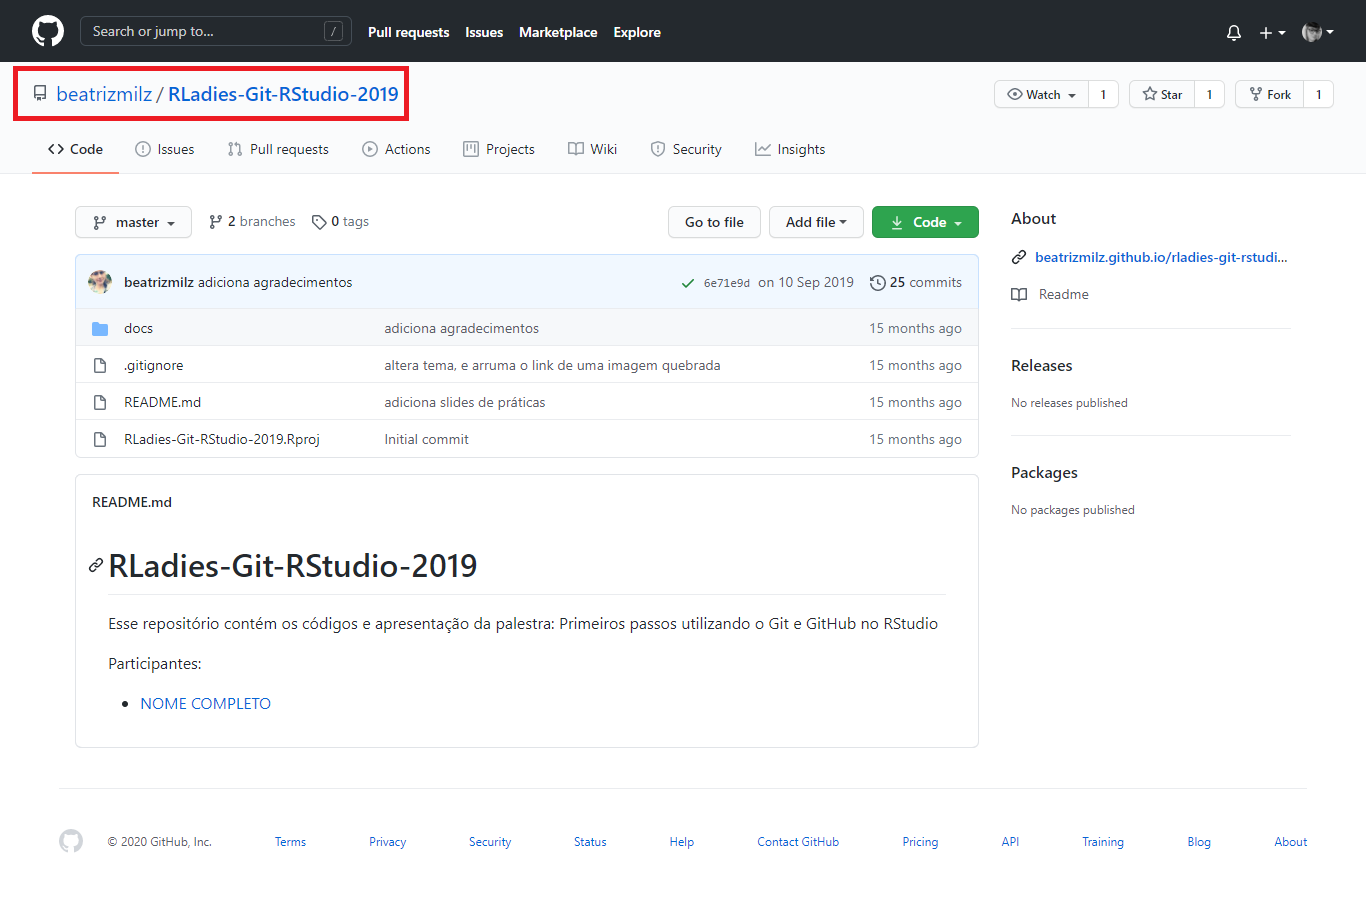 Search or jump to... /
Pull requests Issues Marketplace Explore
beatrizmilz / RLadies-Git-RStudio-2019
Watch 1 Star 1 Fork 1
Code Issues Pull requests Actions Projects Wiki Security Insights
master 2 branches 0 tags Go to file Add file Code
beatrizmilz adiciona agradecimentos 6e71e9d on 10 Sep 2019 25 commits
docs adiciona agradecimentos 15 months ago
.gitignore altera tema, e arruma o link de uma imagem quebrada 15 months ago
README.md adiciona slides de práticas 15 months ago
RLadies-Git-RStudio-2019.Rproj Initial commit 15 months ago
README.md
RLadies-Git-RStudio-2019
Esse repositório contém os códigos e apresentação da palestra: Primeiros passos utilizando o Git e GitHub no RStudio
Participantes:
• NOME COMPLETO
About
beatrizmilz.github.io/rladies-git-rstudi...
Readme
Releases
No releases published
Packages
No packages published
© 2020 GitHub, Inc. Terms Privacy Security Status Help Contact GitHub Pricing API Training Blog About